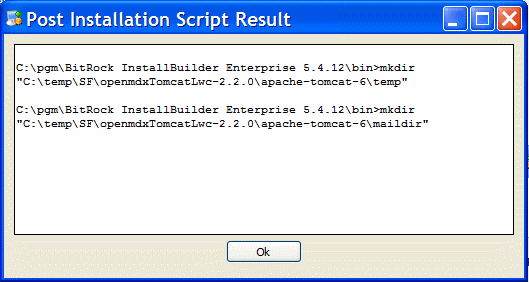 Post Installation Script Result
C:\pgm\BitRock InstallBuilder Enterprise 5.4.12\bin>mkdir
"C:\temp\SF\openmdxTomcatLwc-2.2.0\apache-tomcat-6\temp"
C:\pgm\BitRock InstallBuilder Enterprise 5.4.12\bin>mkdir
"C:\temp\SF\openmdxTomcatLwc-2.2.0\apache-tomcat-6\maildir"
Ok